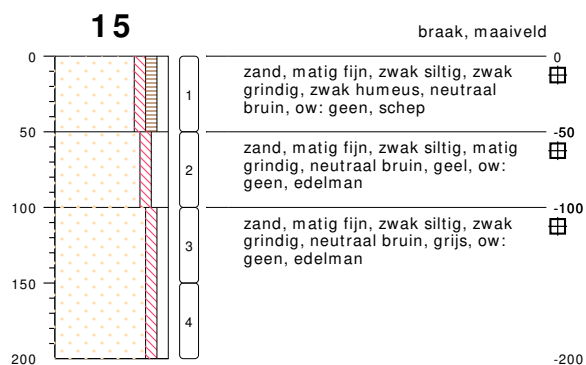 15
braak, maaiveld
0
0
zand, matig fijn, zwak siltig, zwak
grindig, zwak humeus, neutraal
bruin, ow: geen, schep
1
50
-50
zand, matig fijn, zwak siltig, matig
grindig, neutraal bruin, geel, ow:
geen, edelman
2
100
-100
zand, matig fijn, zwak siltig, zwak
grindig, neutraal bruin, grijs, ow:
geen, edelman
3
150
4
200
-200